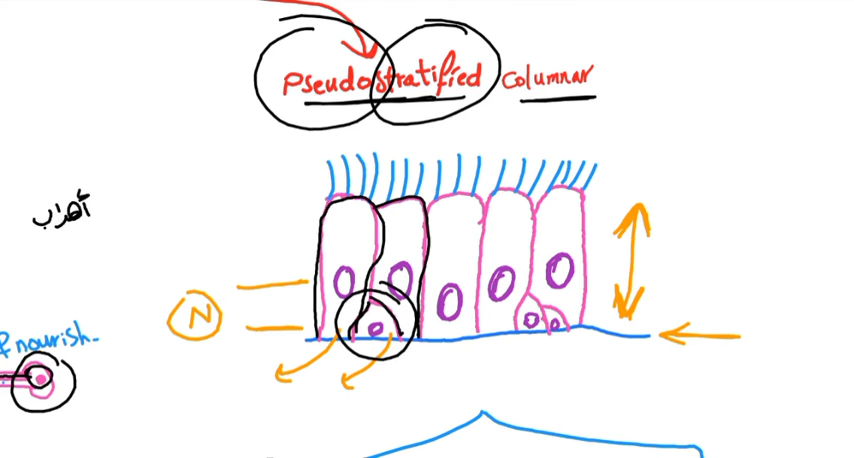 Pseudostratified Columnar
أهداب
N
nourish.